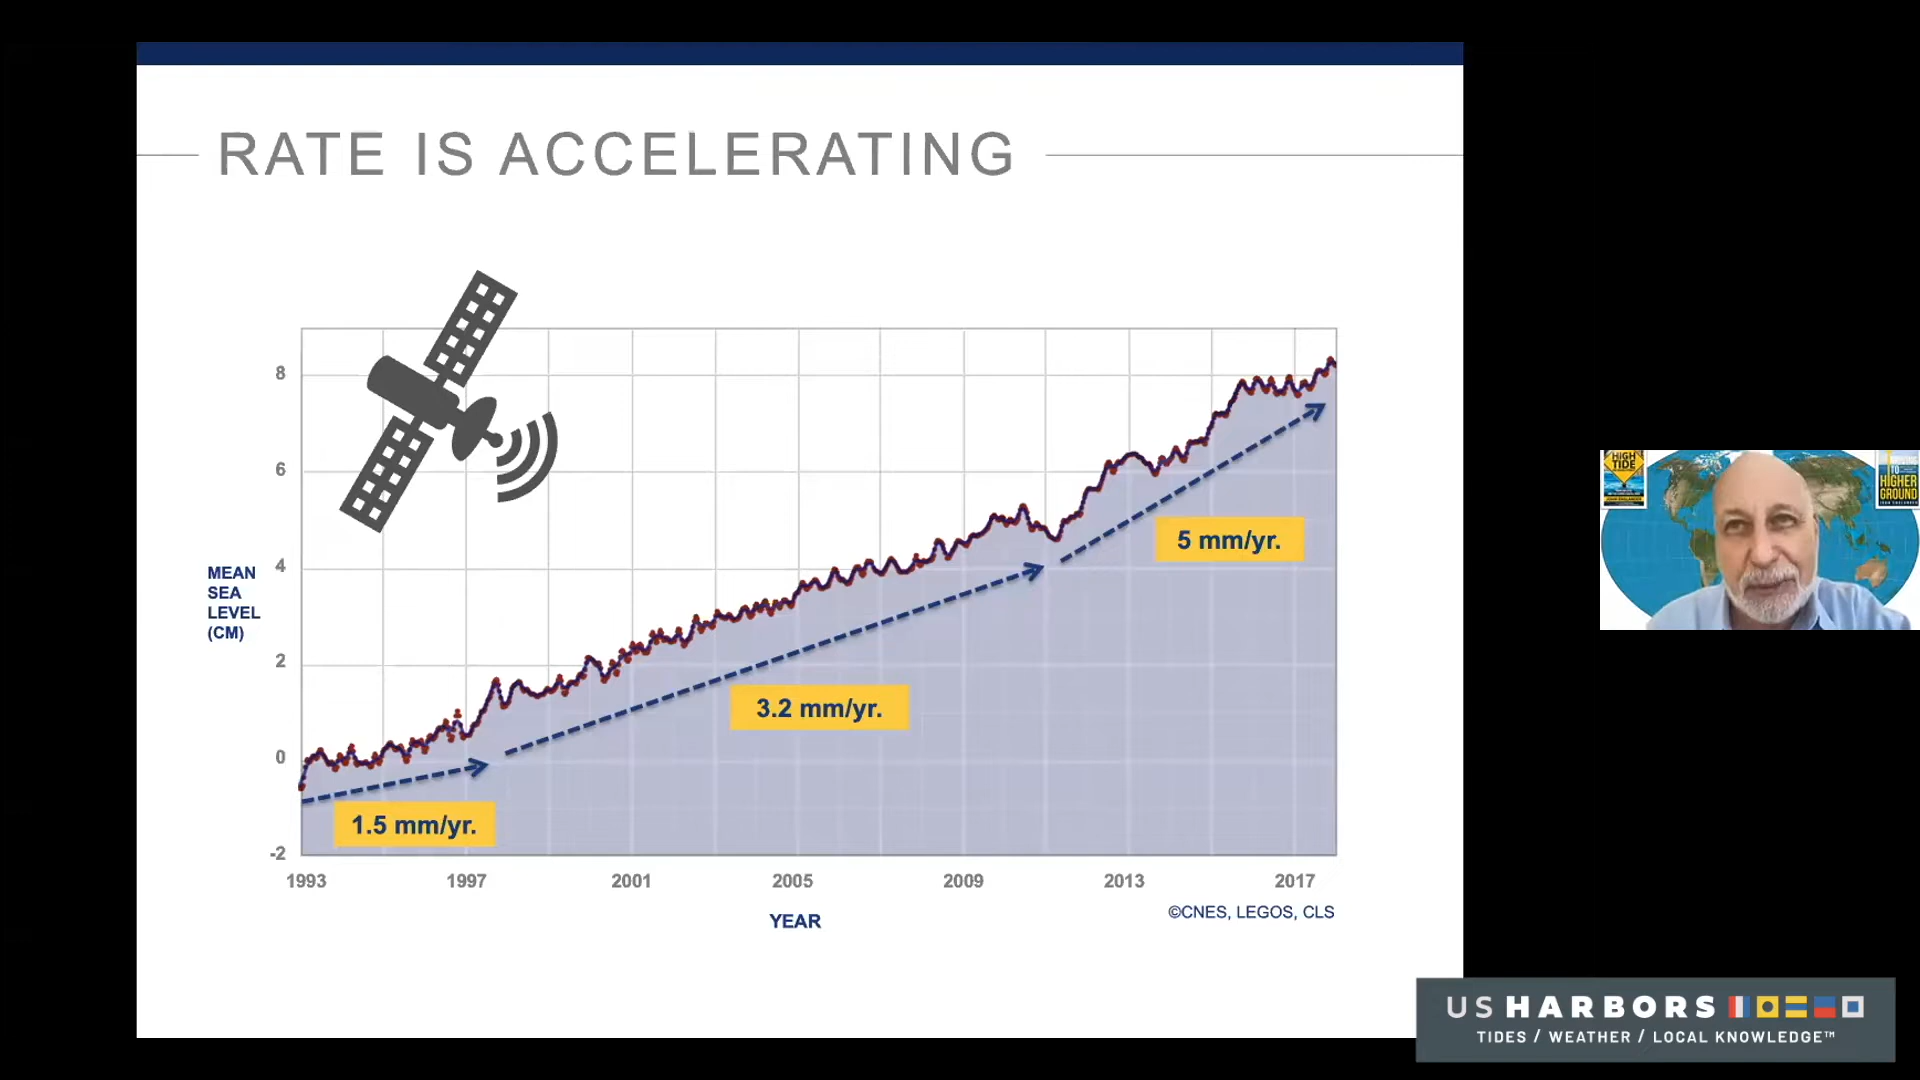 RATE IS ACCELERATING
8
6
4
2
0
-2
MEAN
SEA
LEVEL
(CM)
1.5 mm/yr.
3.2 mm/yr.
5 mm/yr.
1993 1997 2001 2005 2009 2013 2017
YEAR
©CNES, LEGOS, CLS
HIGH
TIDE
TO
HIGHER
GROUND
US HARBORS
TIDES / WEATHER / LOCAL KNOWLEDGE™